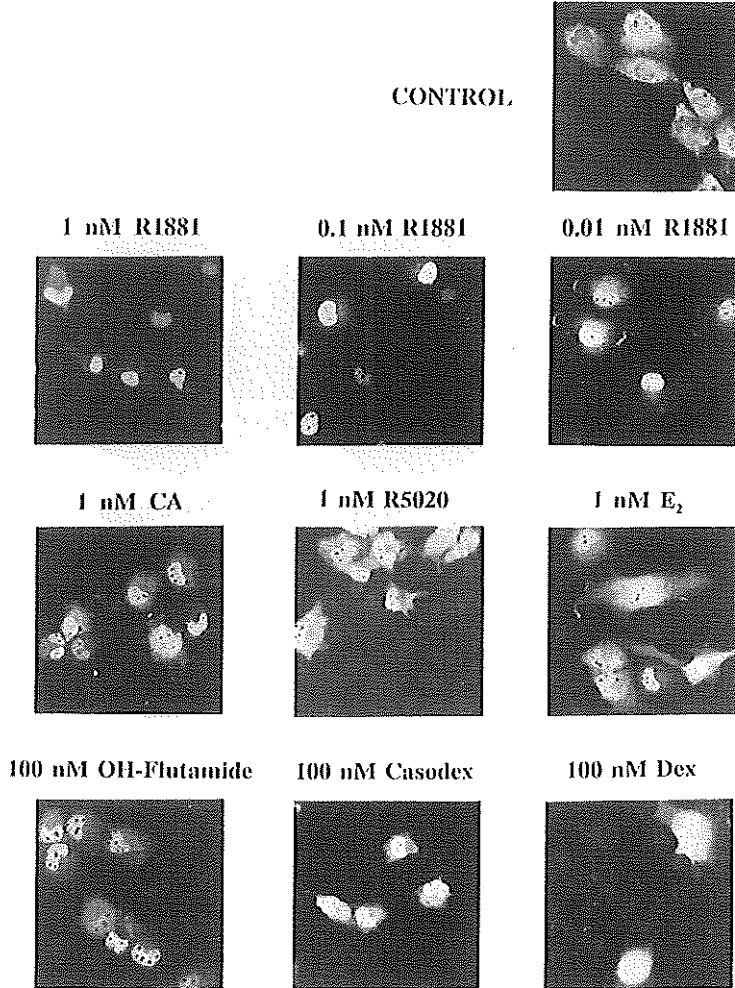 CONTROL
1 nM R1881
0.1 nM R1881
0.01 nM R1881
1 nM CA
1 nM R5020
1 nM E₂
100 nM OH-Flutamide
100 nM Casodex
100 nM Dex